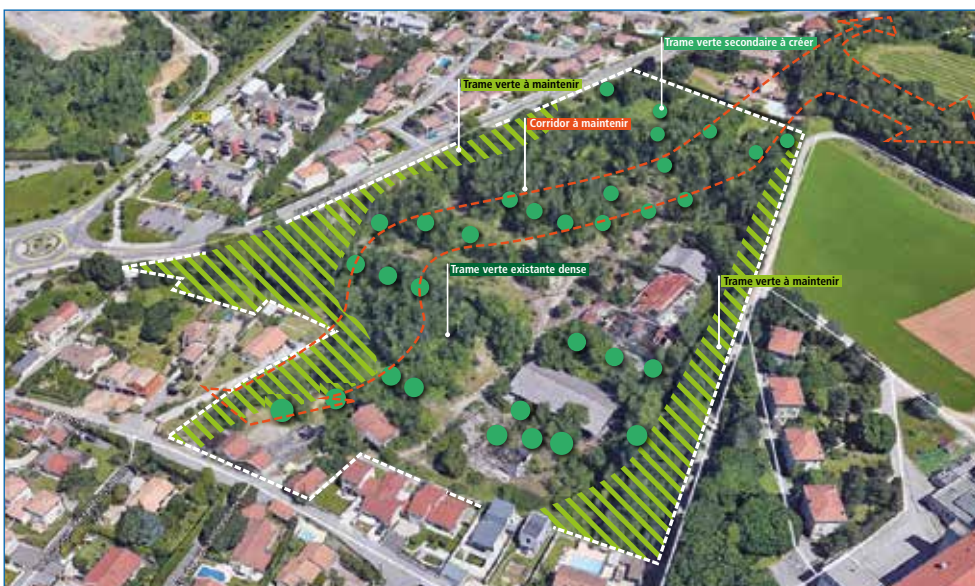 Trame verte secondaire à créer
Trame verte à maintenir
Corridor à maintenir
Trame verte existante dense
Trame verte à maintenir